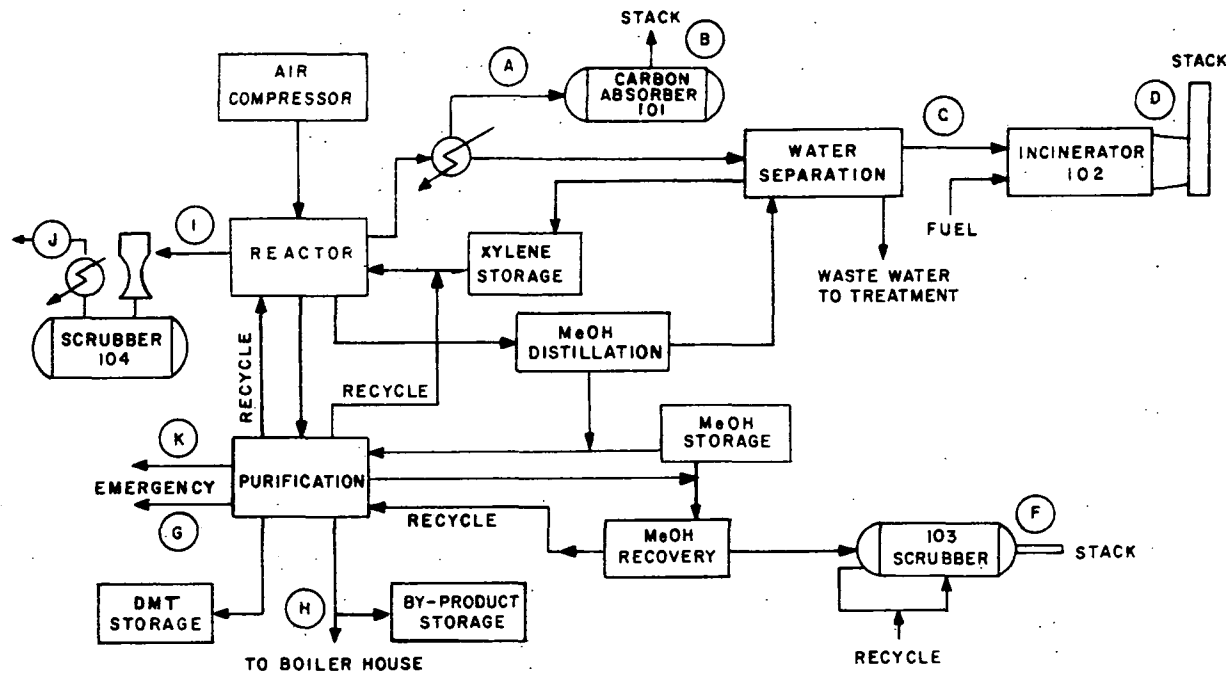 STACK
B
A
AIR
COMPRESSOR
CARBON
ABSORBER
101
STACK
D
C
WATER
SEPARATION
INCINERATOR
102
FUEL
I
J
REACTOR
XYLENE
STORAGE
WASTE WATER
TO TREATMENT
SCRUBBER
104
RECYCLE
MeOH
DISTILLATION
RECYCLE
K
MeOH
STORAGE
EMERGENCY
PURIFICATION
G
RECYCLE
MeOH
RECOVERY
103
SCRUBBER
F
STACK
DMT
STORAGE
H
BY-PRODUCT
STORAGE
TO BOILER HOUSE
RECYCLE